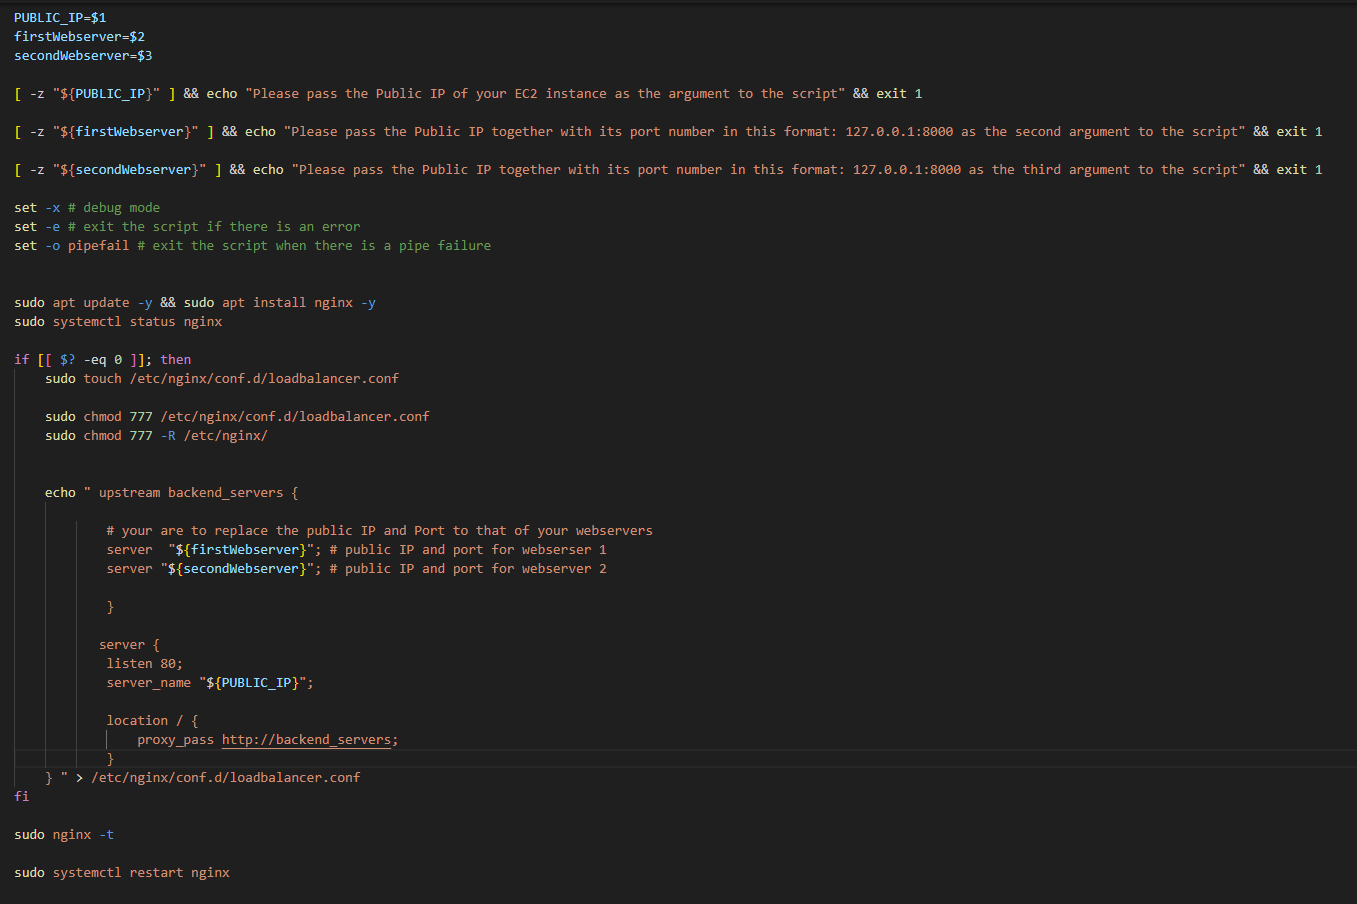 PUBLIC_IP=$1
firstWebserver=$2
secondWebserver=$3
[ -z "${PUBLIC_IP}" ] && echo "Please pass the Public IP of your EC2 instance as the argument to the script" && exit 1
[ -z "${firstWebserver}" ] && echo "Please pass the Public IP together with its port number in this format: 127.0.0.1:8000 as the second argument to the script" && exit 1
[ -z "${secondWebserver}" ] && echo "Please pass the Public IP together with its port number in this format: 127.0.0.1:8000 as the third argument to the script" && exit 1
set -x # debug mode
set -e # exit the script if there is an error
set -o pipefail # exit the script when there is a pipe failure
sudo apt update -y && sudo apt install nginx -y
sudo systemctl status nginx
if [[ $? -eq 0 ]]; then
sudo touch /etc/nginx/conf.d/loadbalancer.conf
sudo chmod 777 /etc/nginx/conf.d/loadbalancer.conf
sudo chmod 777 -R /etc/nginx/
echo " upstream backend_servers {
# your are to replace the public IP and Port to that of your webservers
server  "${firstWebserver}"; # public IP and port for webserser 1
server "${secondWebserver}"; # public IP and port for webserver 2
}
server {
listen 80;
server_name "${PUBLIC_IP}";
location / {
proxy_pass http://backend_servers;
}
} " > /etc/nginx/conf.d/loadbalancer.conf
fi
sudo nginx -t
sudo systemctl restart nginx